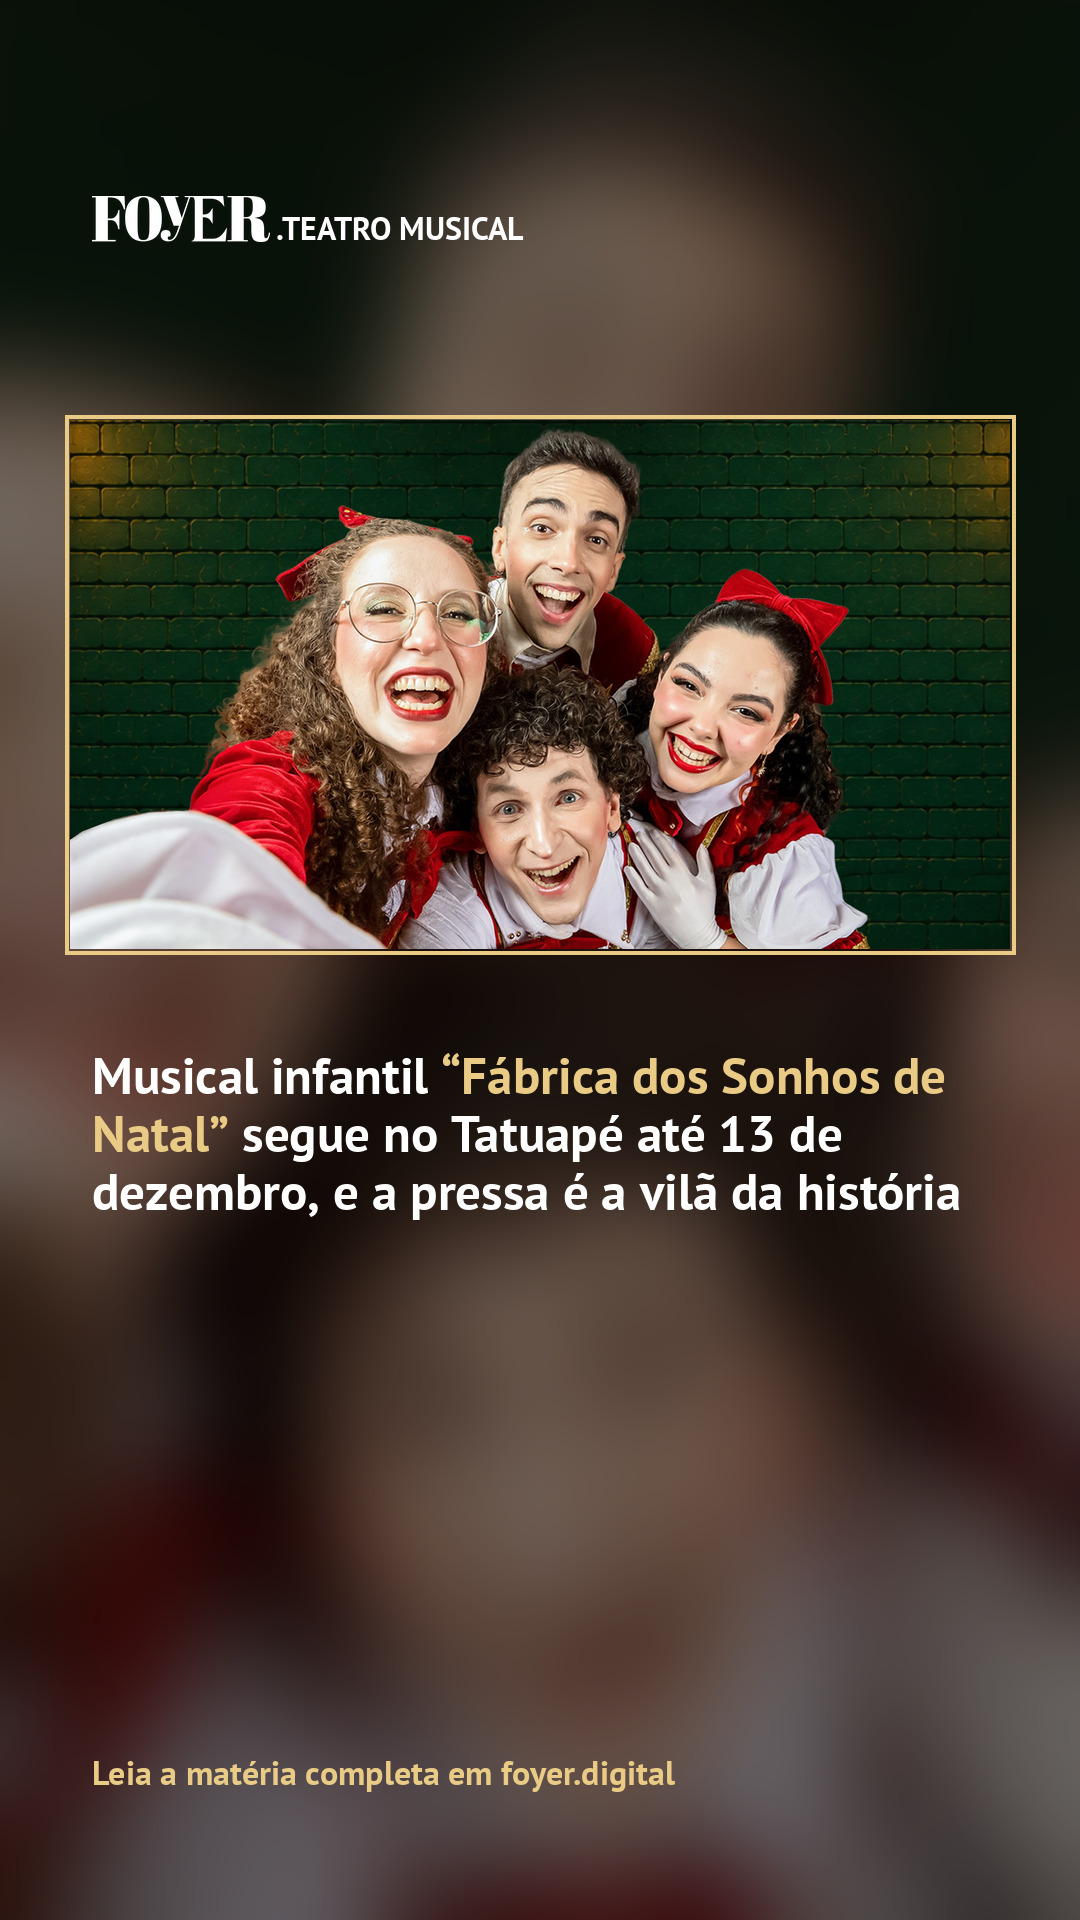 FOYER .TEATRO MUSICAL
Musical infantil “Fábrica dos Sonhos de
Natal” segue no Tatuapé até 13 de
dezembro, e a pressa é a vilã da história
Leia a matéria completa em foyer.digital